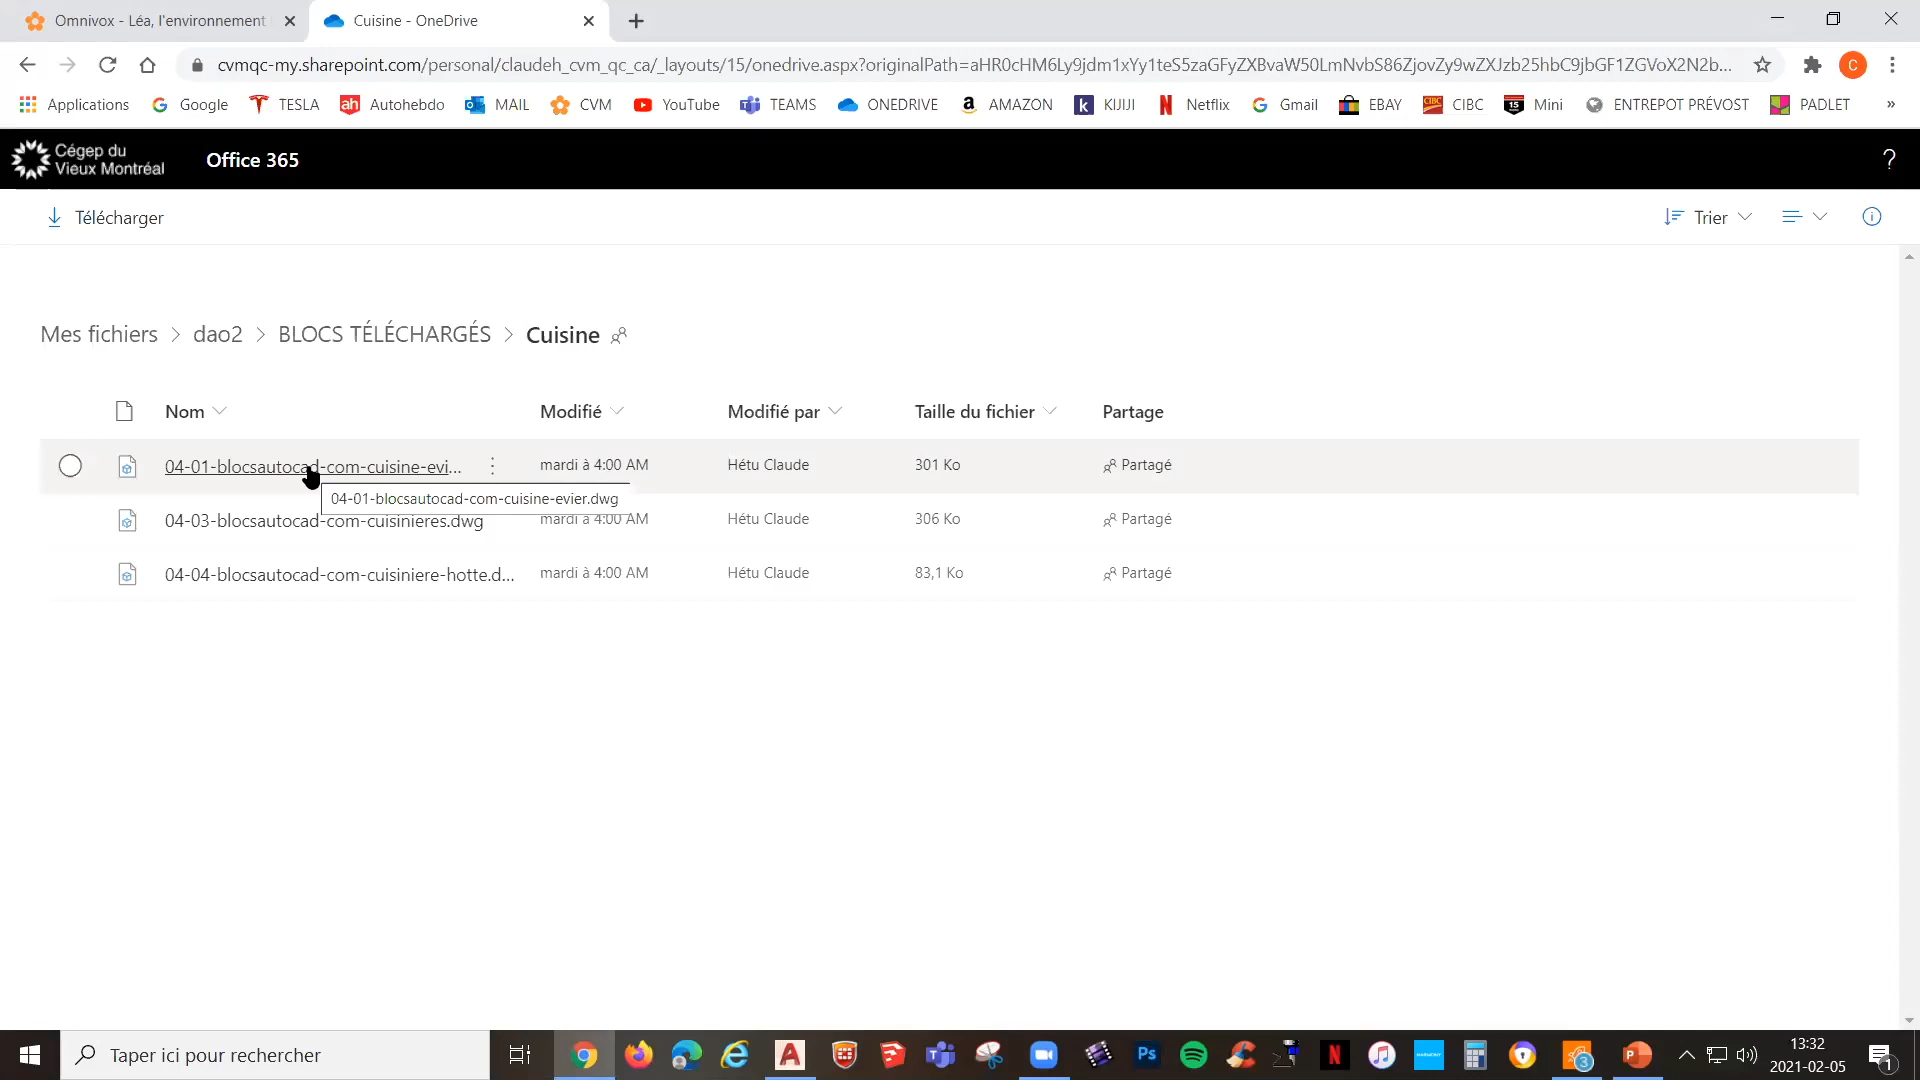 Omnivox - Léa, l'environnement
Cuisine - OneDrive
cvmqc-my.sharepoint.com/personal/claudeh_cvm_qc_ca/_layouts/15/onedrive.aspx?originalPath=aHR0cHM6Ly9jdm1xYy1teS5zaGFyZXBvaW50LmNvbS86ZjovZy9wZXJzb25hbC9jbGF1ZGVoX2N2b...
C
Applications
Google
TESLA
ah Autohebdo
MAIL
CVM
YouTube
TEAMS
ONEDRIVE
a AMAZON
k KIJIJI
N Netflix
G Gmail
EBAY
CIBC CIBC
15 Mini
ENTREPOT PRÉVOST
PADLET
»
Cégep du
Vieux Montréal
Office 365
?
Télécharger
Trier
Mes fichiers > dao2 > BLOCS TÉLÉCHARGÉS > Cuisine
Nom Modifié Modifié par Taille du fichier Partage
04-01-blocsautocad-com-cuisine-evi... mardi à 4:00 AM Hétu Claude 301 Ko Partagé
04-01-blocsautocad-com-cuisine-evier.dwg
04-03-blocsautocad-com-cuisinieres.dwg mardi à 4:00 AM Hétu Claude 306 Ko Partagé
04-04-blocsautocad-com-cuisiniere-hotte.d... mardi à 4:00 AM Hétu Claude 83,1 Ko Partagé
Taper ici pour rechercher
Ps
N
3
13:32
2021-02-05
1